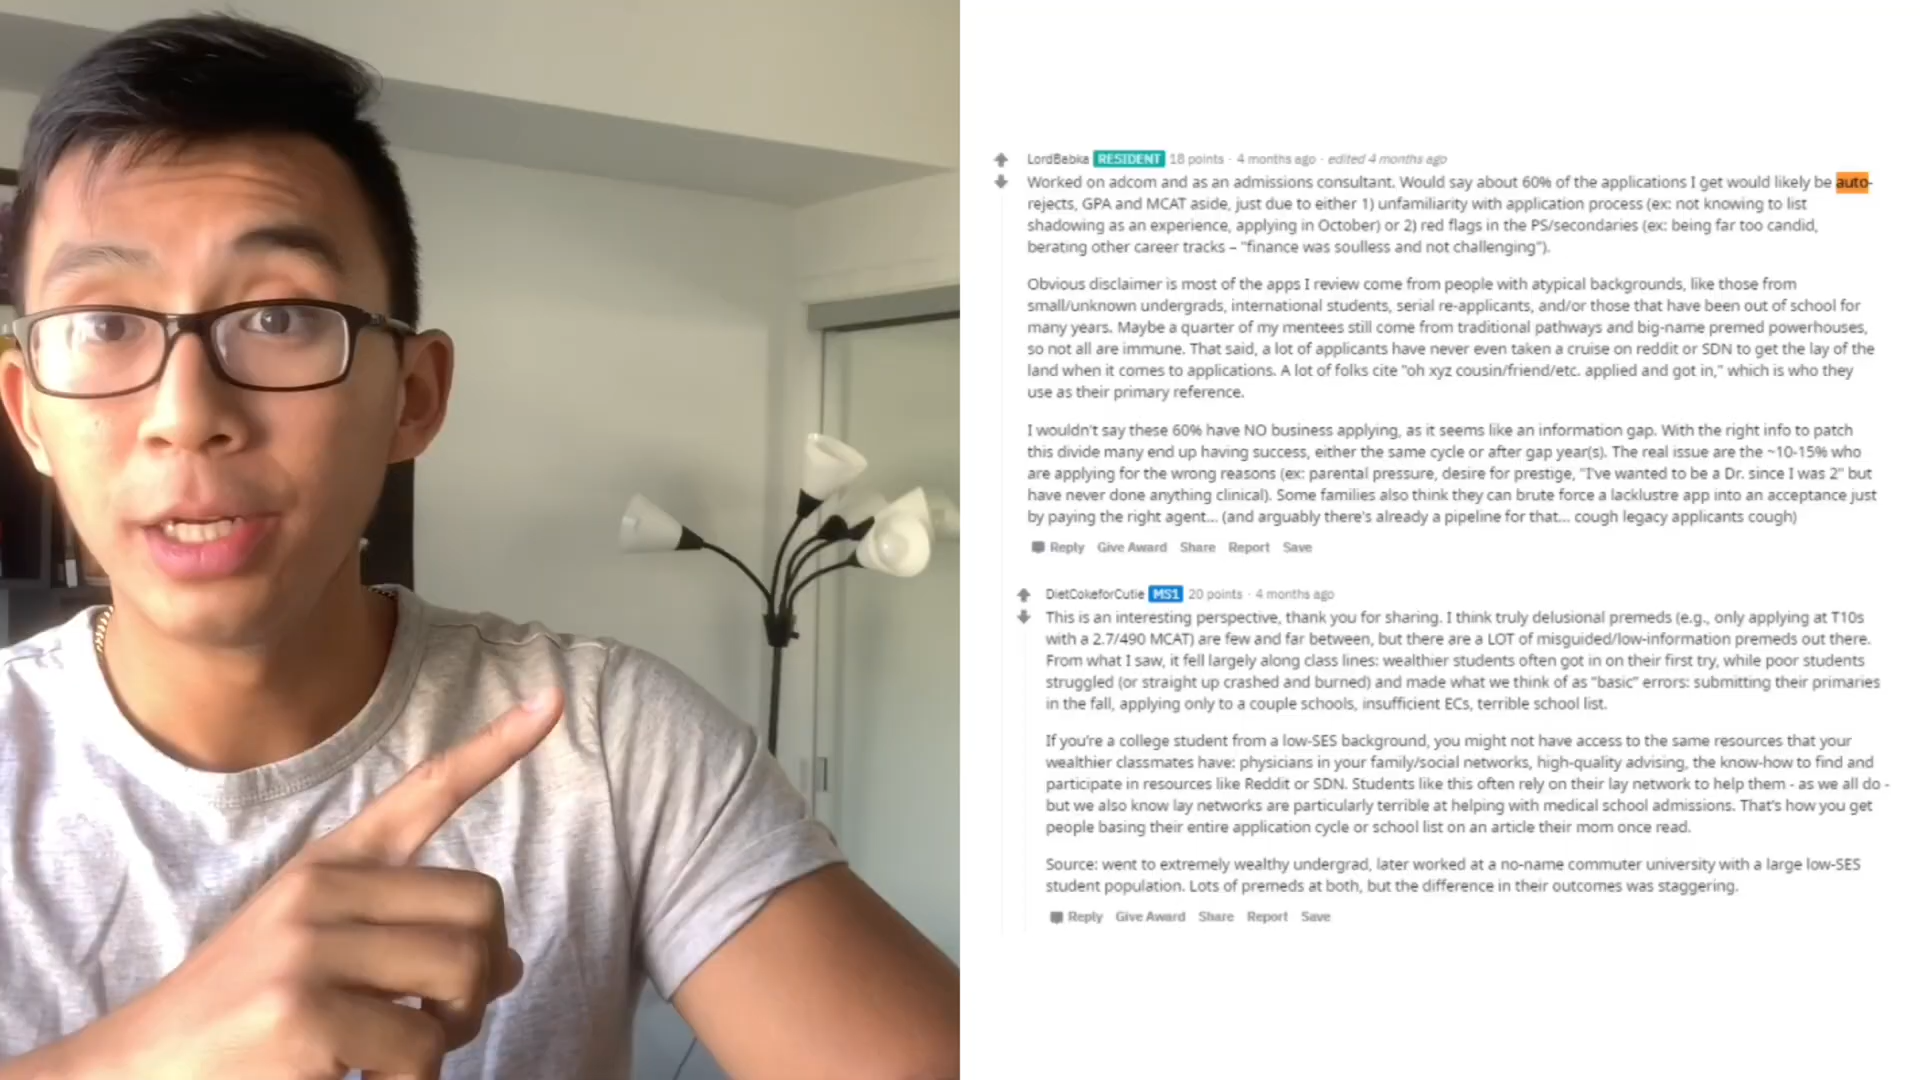 LordBabka RESIDENT 18 points · 4 months ago · edited 4 months ago
Worked on adcom and as an admissions consultant. Would say about 60% of the applications I get would likely be auto-
rejects, GPA and MCAT aside, just due to either 1) unfamiliarity with application process (ex: not knowing to list
shadowing as an experience, applying in October) or 2) red flags in the PS/secondaries (ex: being far too candid,
berating other career tracks – "finance was soulless and not challenging").
Obvious disclaimer is most of the apps I review come from people with atypical backgrounds, like those from
small/unknown undergrads, international students, serial re-applicants, and/or those that have been out of school for
many years. Maybe a quarter of my mentees still come from traditional pathways and big-name premed powerhouses,
so not all are immune. That said, a lot of applicants have never even taken a cruise on reddit or SDN to get the lay of the
land when it comes to applications. A lot of folks cite "oh xyz cousin/friend/etc. applied and got in," which is who they
use as their primary reference.
I wouldn't say these 60% have NO business applying, as it seems like an information gap. With the right info to patch
this divide many end up having success, either the same cycle or after gap year(s). The real issue are the ~10-15% who
are applying for the wrong reasons (ex: parental pressure, desire for prestige, "I've wanted to be a Dr. since I was 2" but
have never done anything clinical). Some families also think they can brute force a lacklustre app into an acceptance just
by paying the right agent... (and arguably there's already a pipeline for that... cough legacy applicants cough)
Reply Give Award Share Report Save
DietCokeforCutie MS1 20 points · 4 months ago
This is an interesting perspective, thank you for sharing. I think truly delusional premeds (e.g., only applying at T10s
with a 2.7/490 MCAT) are few and far between, but there are a LOT of misguided/low-information premeds out there.
From what I saw, it fell largely along class lines: wealthier students often got in on their first try, while poor students
struggled (or straight up crashed and burned) and made what we think of as "basic" errors: submitting their primaries
in the fall, applying only to a couple schools, insufficient ECs, terrible school list.
If you're a college student from a low-SES background, you might not have access to the same resources that your
wealthier classmates have: physicians in your family/social networks, high-quality advising, the know-how to find and
participate in resources like Reddit or SDN. Students like this often rely on their lay network to help them - as we all do -
but we also know lay networks are particularly terrible at helping with medical school admissions. That's how you get
people basing their entire application cycle or school list on an article their mom once read.
Source: went to extremely wealthy undergrad, later worked at a no-name commuter university with a large low-SES
student population. Lots of premeds at both, but the difference in their outcomes was staggering.
Reply Give Award Share Report Save